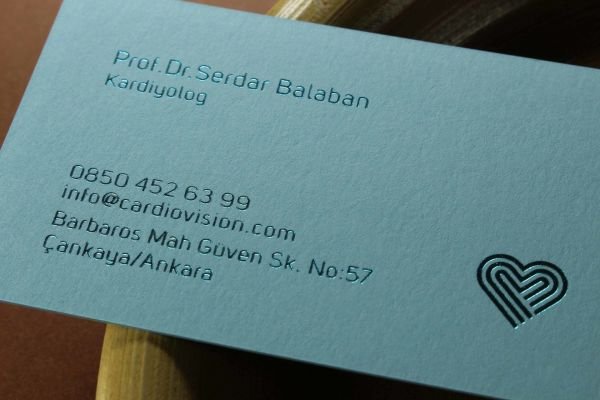 Prof.Dr.Serdar Balaban
Kardiyolog
0850 452 63 99
info@cardiovision.com
Barbaros Mah Güven Sk. No:57
Çankaya/Ankara